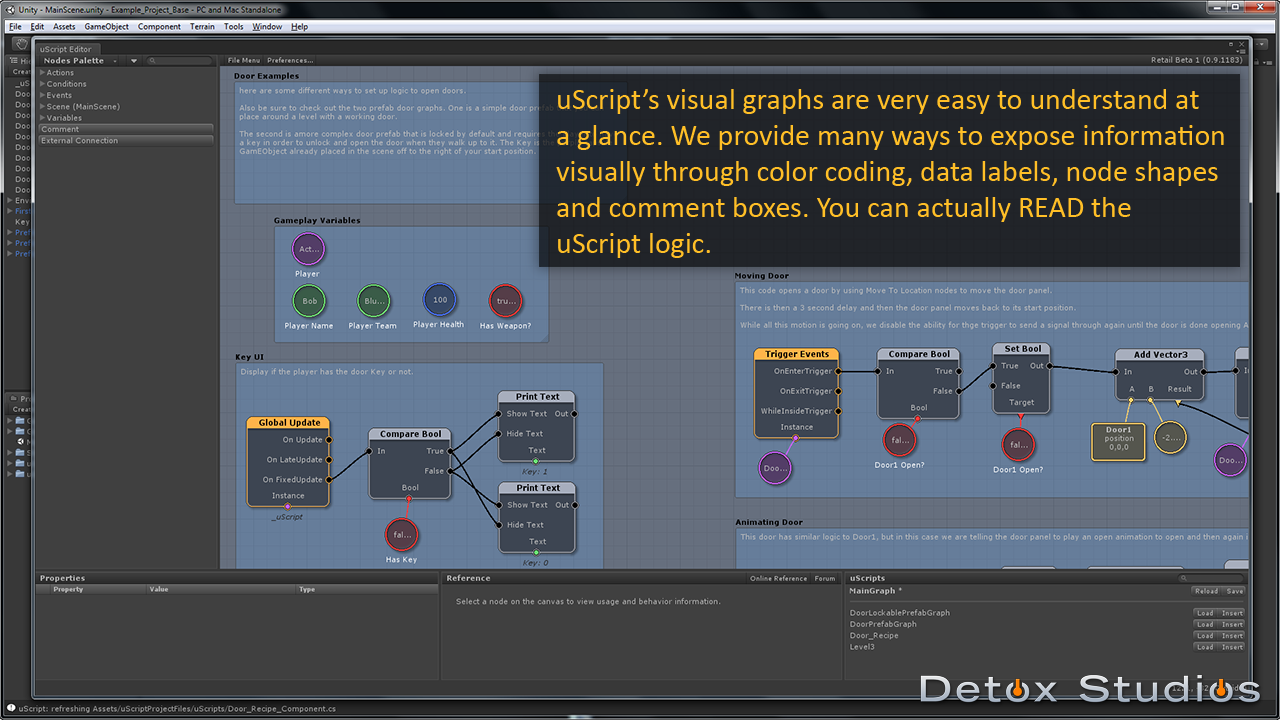 Unity - MainScene.unity - Example_Project_Base - PC and Mac Standalone
File Edit Assets GameObject Component Terrain Tools Window Help
uScript Editor
Nodes Palette
File Menu Preferences...
Retail Beta 1 (0.9.1183)
Actions
Conditions
Events
Scene (MainScene)
Variables
Comment
External Connection
Door Examples
here are some different ways to set up logic to open doors.
Also be sure to check out the two prefab door graphs. One is a simple door prefab
place around a level with a working door.
The second is amore complex door prefab that is locked by default and requires th
a key in order to unlock and open the door when they walk up to it. The Key is the
GamEObject already placed in the scene off to the right of your start position.
uScript's visual graphs are very easy to understand at
a glance. We provide many ways to expose information
visually through color coding, data labels, node shapes
and comment boxes. You can actually READ the
uScript logic.
Gameplay Variables
Act...
Player
Bob
Blu...
100
tru...
Player Name
Player Team
Player Health
Has Weapon?
Key UI
Display if the player has the door Key or not.
Global Update
On Update
On LateUpdate
On FixedUpdate
Instance
_uScript
Compare Bool
In True
False
Bool
fal...
Has Key
Print Text
Show Text Out
Hide Text
Text
Key: 1
Print Text
Show Text Out
Hide Text
Text
Key: 0
Moving Door
This code opens a door by using Move To Location nodes to move the door panel.
There is then a 3 second delay and then the door panel moves back to its start position.
While all this motion is going on, we disable the ability for thge trigger to send a signal through again until the door is done opening A
Trigger Events
OnEnterTrigger
OnExitTrigger
WhileInsideTrigger
Instance
Doo...
Compare Bool
In True
False
Bool
fal...
Door1 Open?
Set Bool
True Out
False
Target
fal...
Door1 Open?
Add Vector3
In Out
A B Result
Door1
position
0,0,0
-2....
Doo...
Animating Door
This door has similar logic to Door1, but in this case we are telling the door panel to play an open animation to open and then again i
Properties
Property Value Type
Reference
Online Reference Forum
Select a node on the canvas to view usage and behavior information.
uScripts
MainGraph *
Reload Save
DoorLockablePrefabGraph Load Insert
DoorPrefabGraph Load Insert
Door_Recipe Load Insert
Level3 Load Insert
Detox Studios
uScript: refreshing Assets/uScriptProjectFiles/uScripts/Door_Recipe_Component.cs